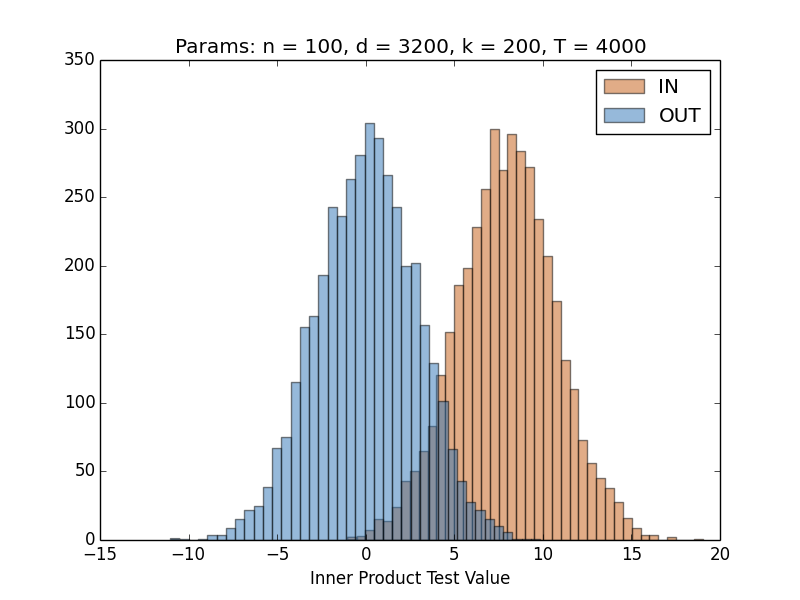 Params: n = 100, d = 3200, k = 200, T = 4000
350
300
250
200
150
100
50
0
IN
OUT
−15 −10 −5 0 5 10 15 20
Inner Product Test Value